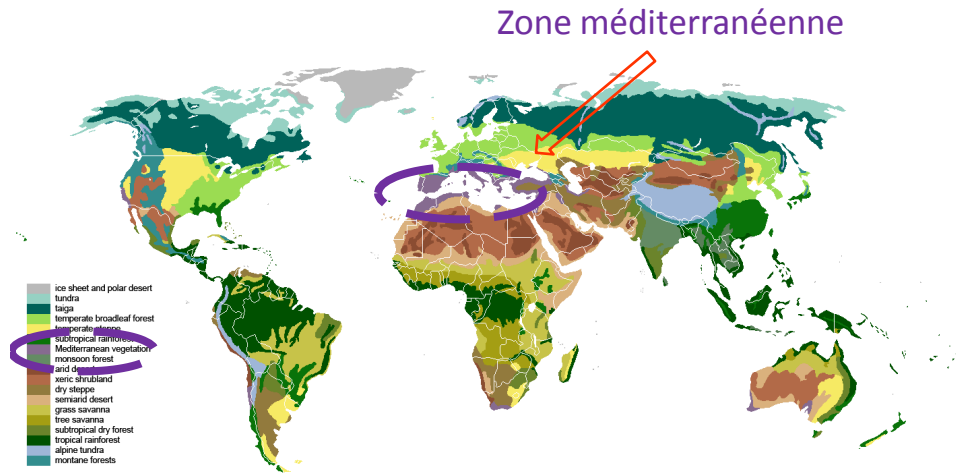 Zone méditerranéenne
ice sheet and polar desert
tundra
taiga
temperate broadleaf forest
temperate steppe
subtropical rainforest
Mediterranean vegetation
monsoon forest
arid desert
xeric shrubland
dry steppe
semiarid desert
grass savanna
tree savanna
subtropical dry forest
tropical rainforest
alpine tundra
montane forests